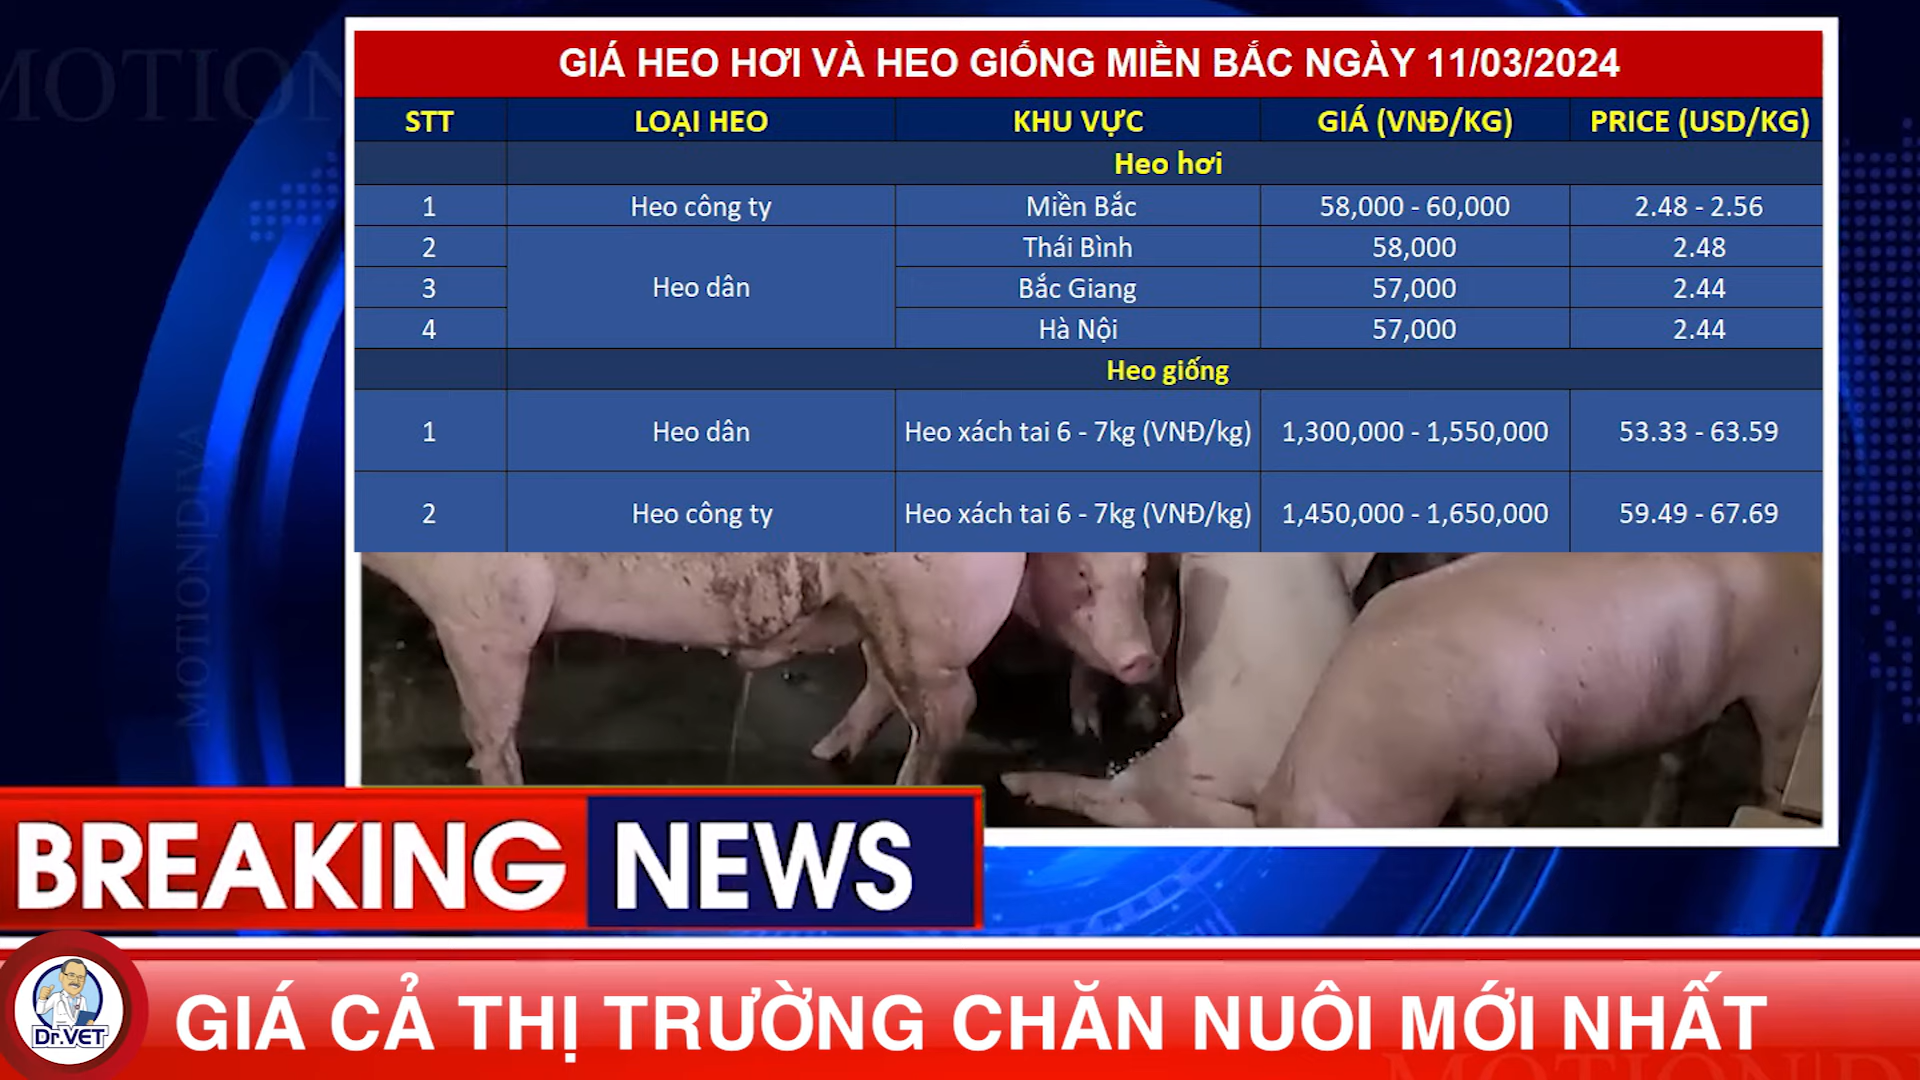 MOTION
GIÁ HEO HƠI VÀ HEO GIỐNG MIỀN BẮC NGÀY 11/03/2024
STT LOẠI HEO KHU VỰC GIÁ (VNĐ/KG) PRICE (USD/KG)
Heo hơi
1 Heo công ty Miền Bắc 58,000 - 60,000 2.48 - 2.56
2 Heo dân Thái Bình 58,000 2.48
3 Bắc Giang 57,000 2.44
4 Hà Nội 57,000 2.44
Heo giống
1 Heo dân Heo xách tai 6 - 7kg (VNĐ/kg) 1,300,000 - 1,550,000 53.33 - 63.59
2 Heo công ty Heo xách tai 6 - 7kg (VNĐ/kg) 1,450,000 - 1,650,000 59.49 - 67.69
MOTION|DIVA
BREAKING NEWS
Dr.VET
GIÁ CẢ THỊ TRƯỜNG CHĂN NUÔI MỚI NHẤT